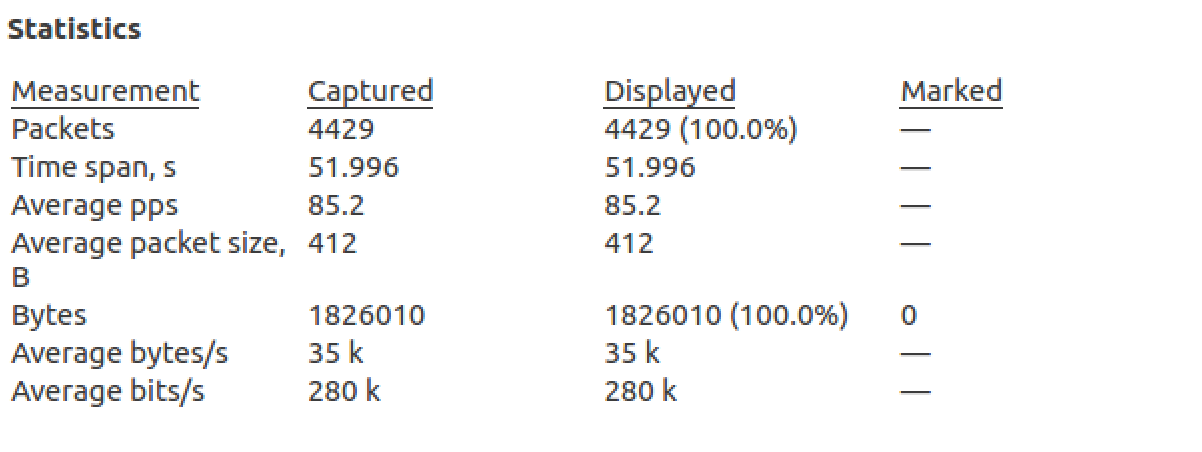 Statistics
Measurement Captured Displayed Marked
Packets 4429 4429 (100.0%) —
Time span, s 51.996 51.996 —
Average pps 85.2 85.2 —
Average packet size, 412 412 —
B
Bytes 1826010 1826010 (100.0%) 0
Average bytes/s 35 k 35 k —
Average bits/s 280 k 280 k —